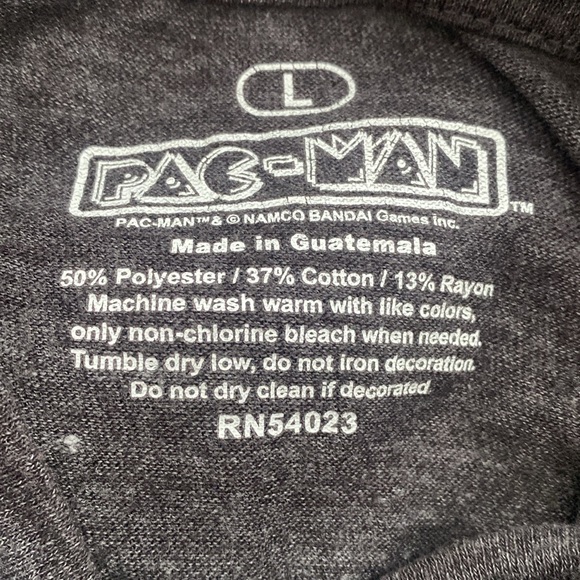 L
PAC-MAN™
PAC-MAN™& © NAMCO BANDAI Games Inc.
Made in Guatemala
50% Polyester / 37% Cotton / 13% Rayon
Machine wash warm with like colors,
only non-chlorine bleach when needed.
Tumble dry low, do not iron decoration.
Do not dry clean if decorated
RN54023